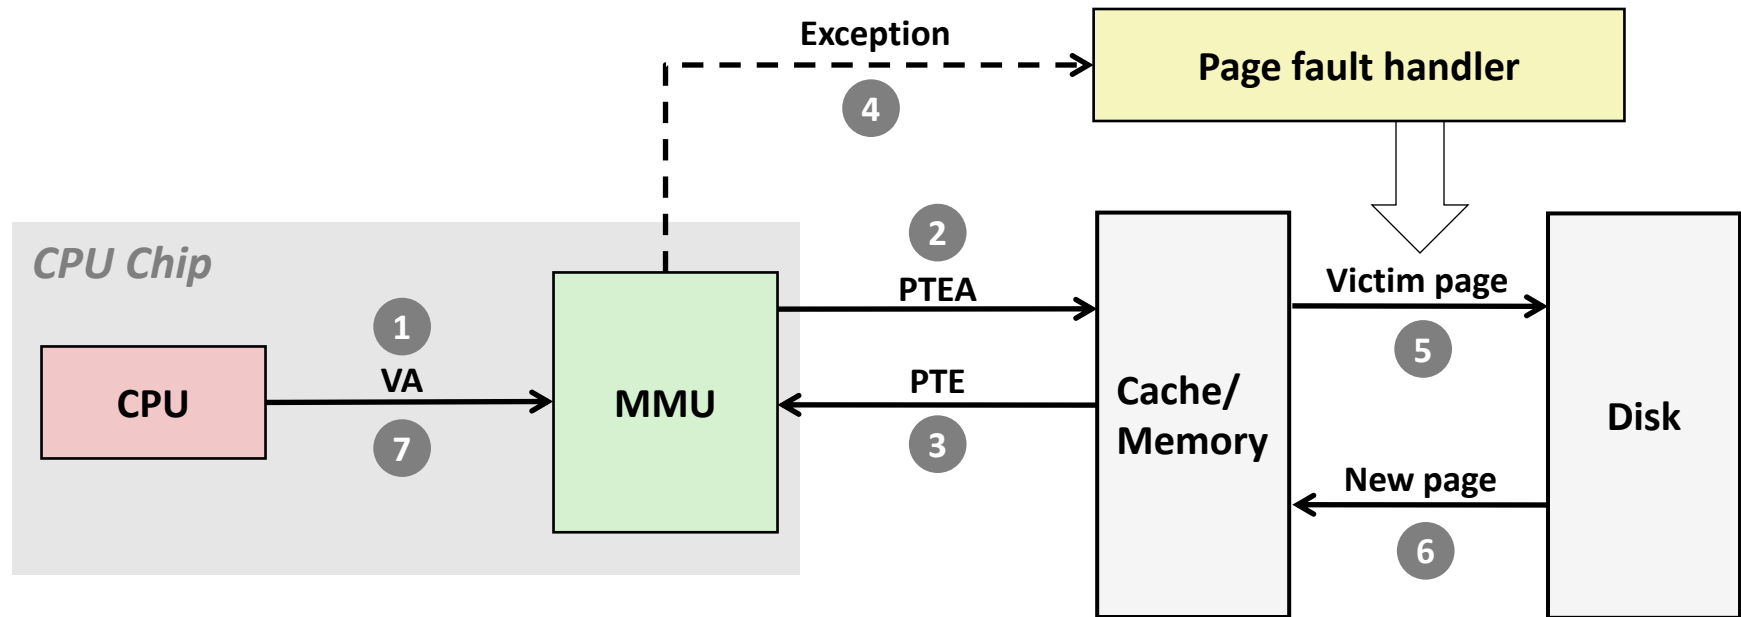 Exception
Page fault handler
4
2
CPU Chip
PTEA
Victim page
1
5
VA
PTE
CPU
MMU
Cache/
Memory
Disk
7
3
New page
6